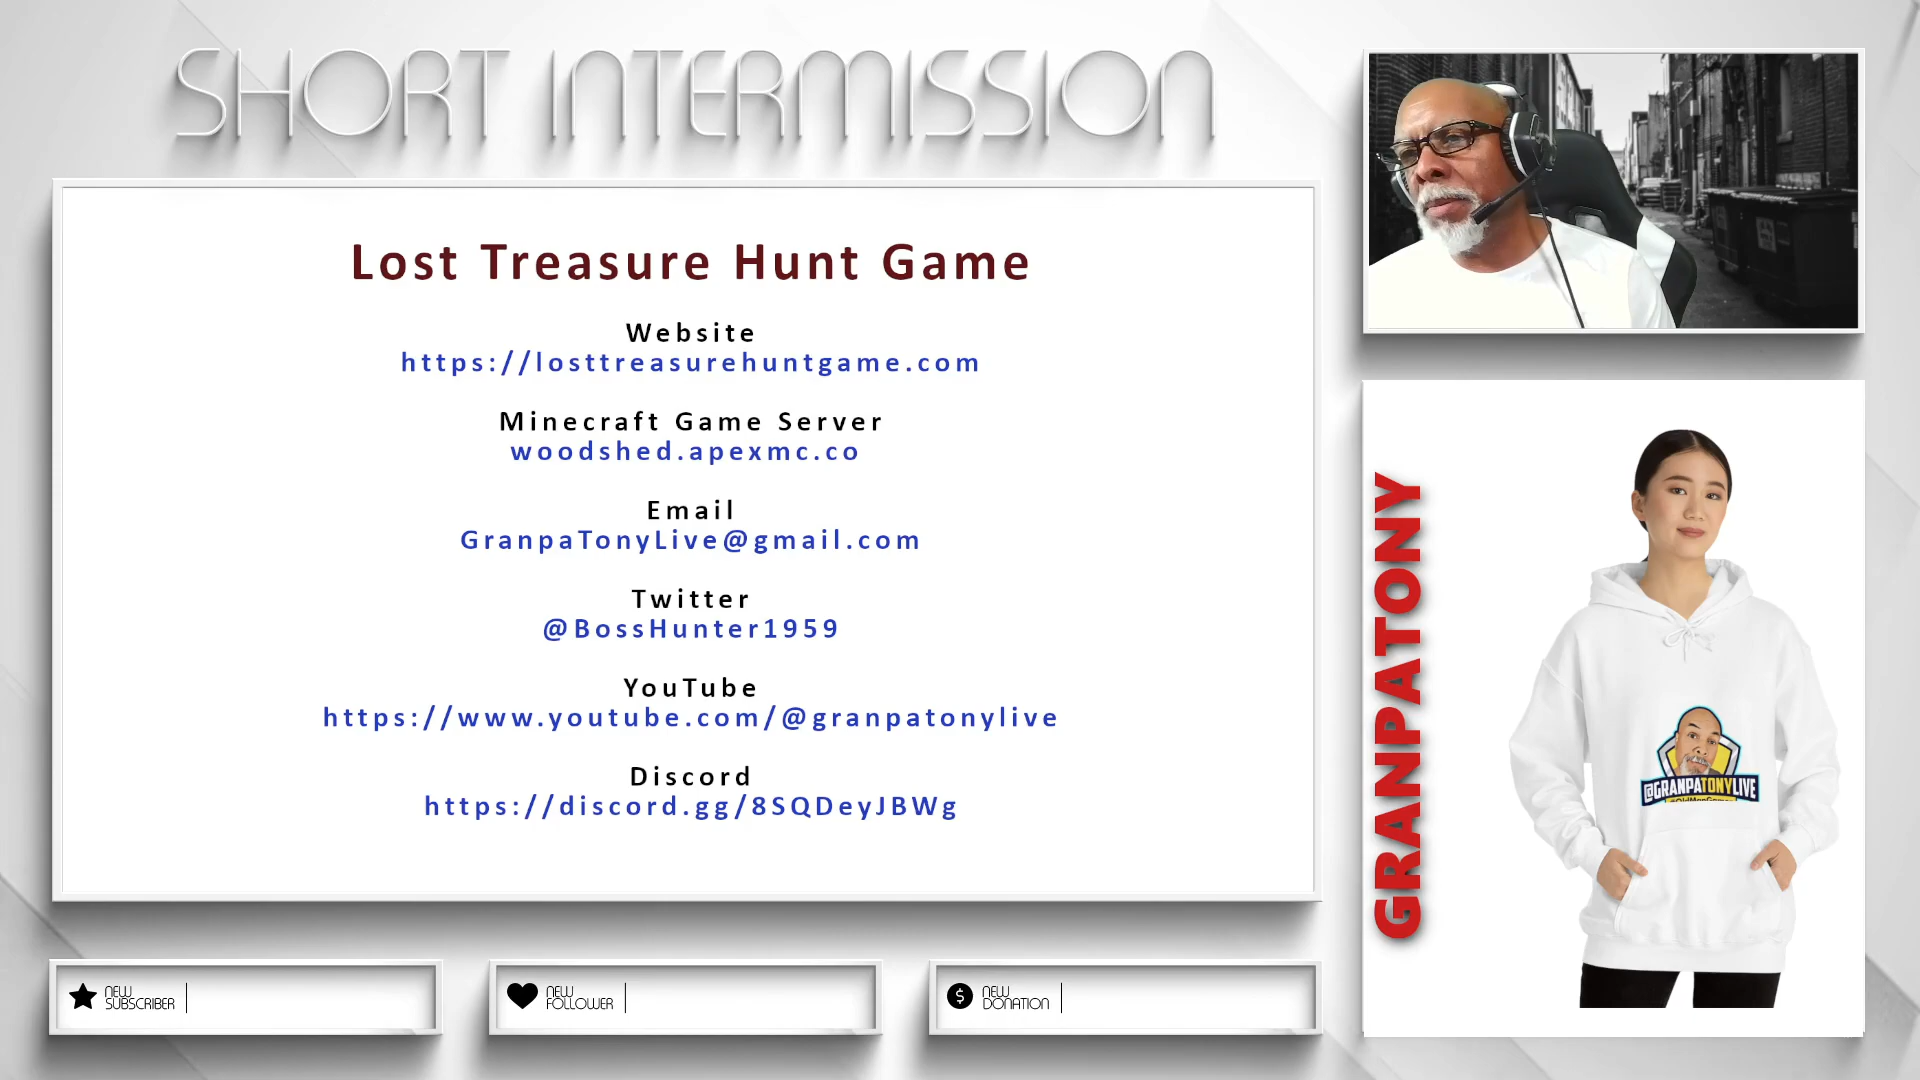 SHORT INTERMISSION
Lost Treasure Hunt Game
Website
https://losttreasurehuntgame.com
Minecraft Game Server
woodshed.apexmc.co
Email
GranpaTonyLive@gmail.com
Twitter
@BossHunter1959
YouTube
https://www.youtube.com/@granpatonylive
Discord
https://discord.gg/8SQDeyJBWg
GRANPATONY
@GRANPATONYLIVE
NEW
SUBSCRIBER
NEW
FOLLOWER
$
NEW
DONATION